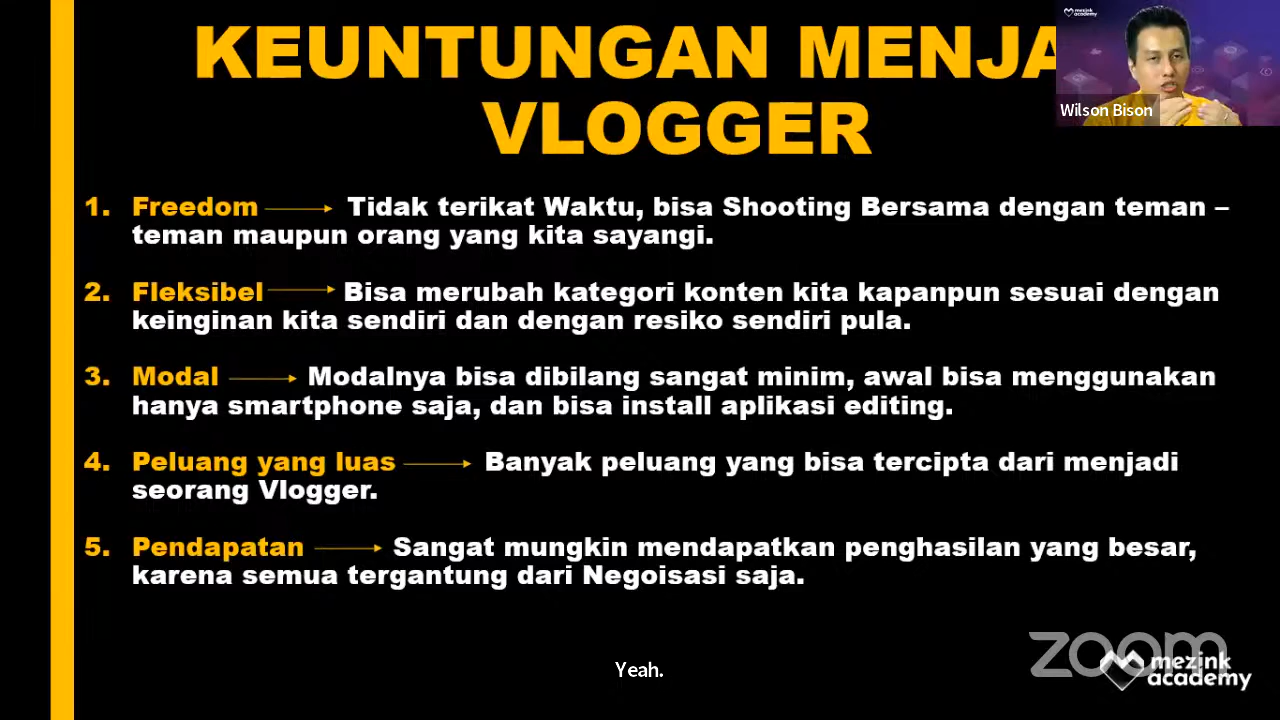 KEUNTUNGAN MENJA
VLOGGER
mezink
academy
Wilson Bison
1. Freedom Tidak terikat Waktu, bisa Shooting Bersama dengan teman –
teman maupun orang yang kita sayangi.
2. Fleksibel Bisa merubah kategori konten kita kapanpun sesuai dengan
keinginan kita sendiri dan dengan resiko sendiri pula.
3. Modal Modalnya bisa dibilang sangat minim, awal bisa menggunakan
hanya smartphone saja, dan bisa install aplikasi editing.
4. Peluang yang luas Banyak peluang yang bisa tercipta dari menjadi
seorang Vlogger.
5. Pendapatan Sangat mungkin mendapatkan penghasilan yang besar,
karena semua tergantung dari Negoisasi saja.
zoom
mezink
academy
Yeah.